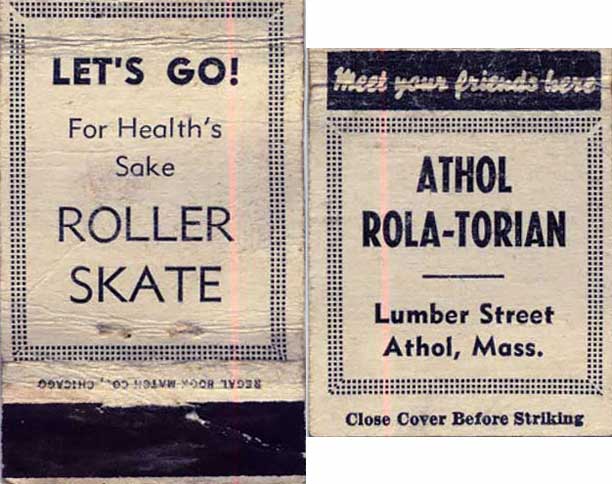 LET'S GO!
For Health's
Sake
ROLLER
SKATE
REGAL BOOK MATCH CO., CHICAGO
Meet your friends here
ATHOL
ROLA-TORIAN
Lumber Street
Athol, Mass.
Close Cover Before Striking